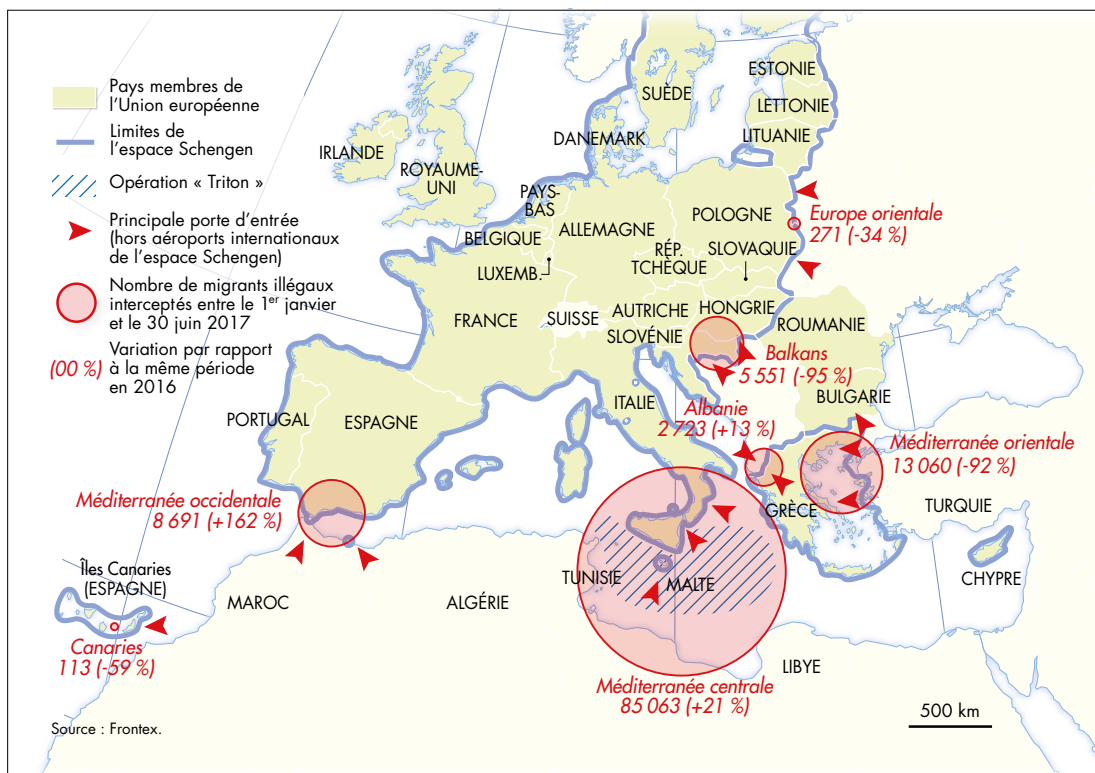 Pays membres de
l'Union européenne
Limites de
l'espace Schengen
Opération « Triton »
Principale porte d'entrée
(hors aéroports internationaux
de l'espace Schengen)
Nombre de migrants illégaux
interceptés entre le 1er janvier
et le 30 juin 2017
(00 %)
Variation par rapport
à la même période
en 2016
ESTONIE
SUÈDE
LETTONIE
LITUANIE
DANEMARK
IRLANDE
ROYAUME-
UNI
PAYS-
BAS
POLOGNE
Europe orientale
271 (-34 %)
ALLEMAGNE
BELGIQUE
SLOVAQUIE
RÉP.
TCHÈQUE
LUXEMB.
AUTRICHE
HONGRIE
FRANCE
SUISSE
SLOVÉNIE
ROUMANIE
Balkans
5 551 (-95 %)
BULGARIE
ITALIE
Albanie
2 723 (+13 %)
PORTUGAL
ESPAGNE
Méditerranée orientale
13 060 (-92 %)
Méditerranée occidentale
8 691 (+162 %)
GRÈCE
TURQUIE
Îles Canaries
(ESPAGNE)
TUNISIE
MALTE
CHYPRE
MAROC
ALGÉRIE
Canaries
113 (-59 %)
LIBYE
Méditerranée centrale
85 063 (+21 %)
500 km
Source : Frontex.